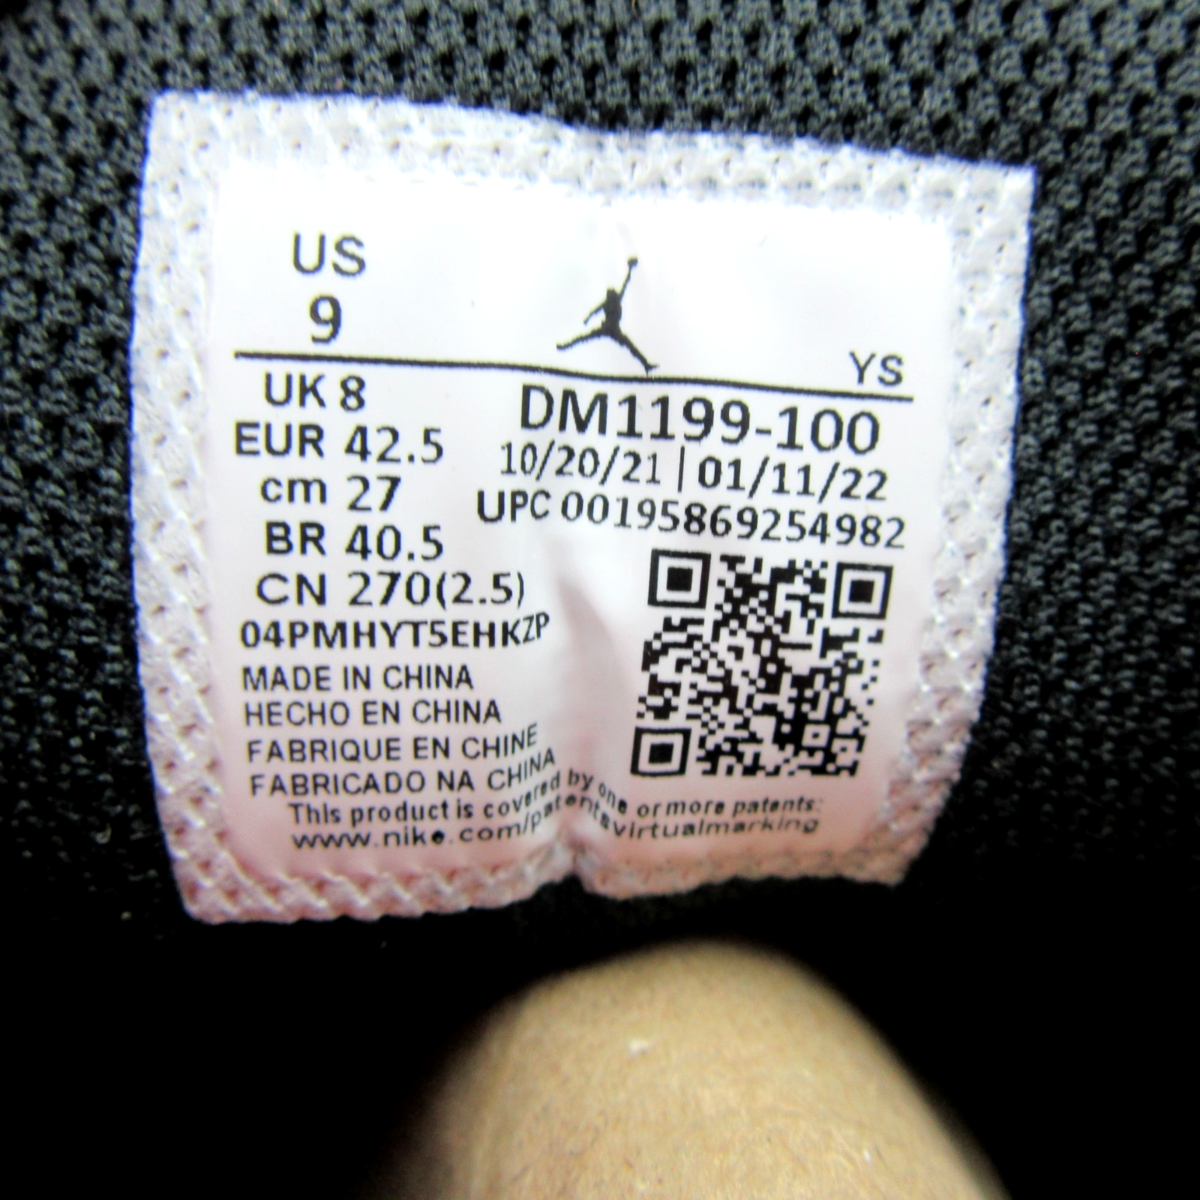 US
9
YS
UK 8
EUR 42.5
cm 27
BR 40.5
CN 270(2.5)
04PMHYT5EHKZP
DM1199-100
10/20/21 | 01/11/22
UPC 00195869254982
MADE IN CHINA
HECHO EN CHINA
FABRIQUE EN CHINE
FABRICADO NA CHINA
This product is covered by one or more patents:
www.nike.com/patentsvirtualmarking